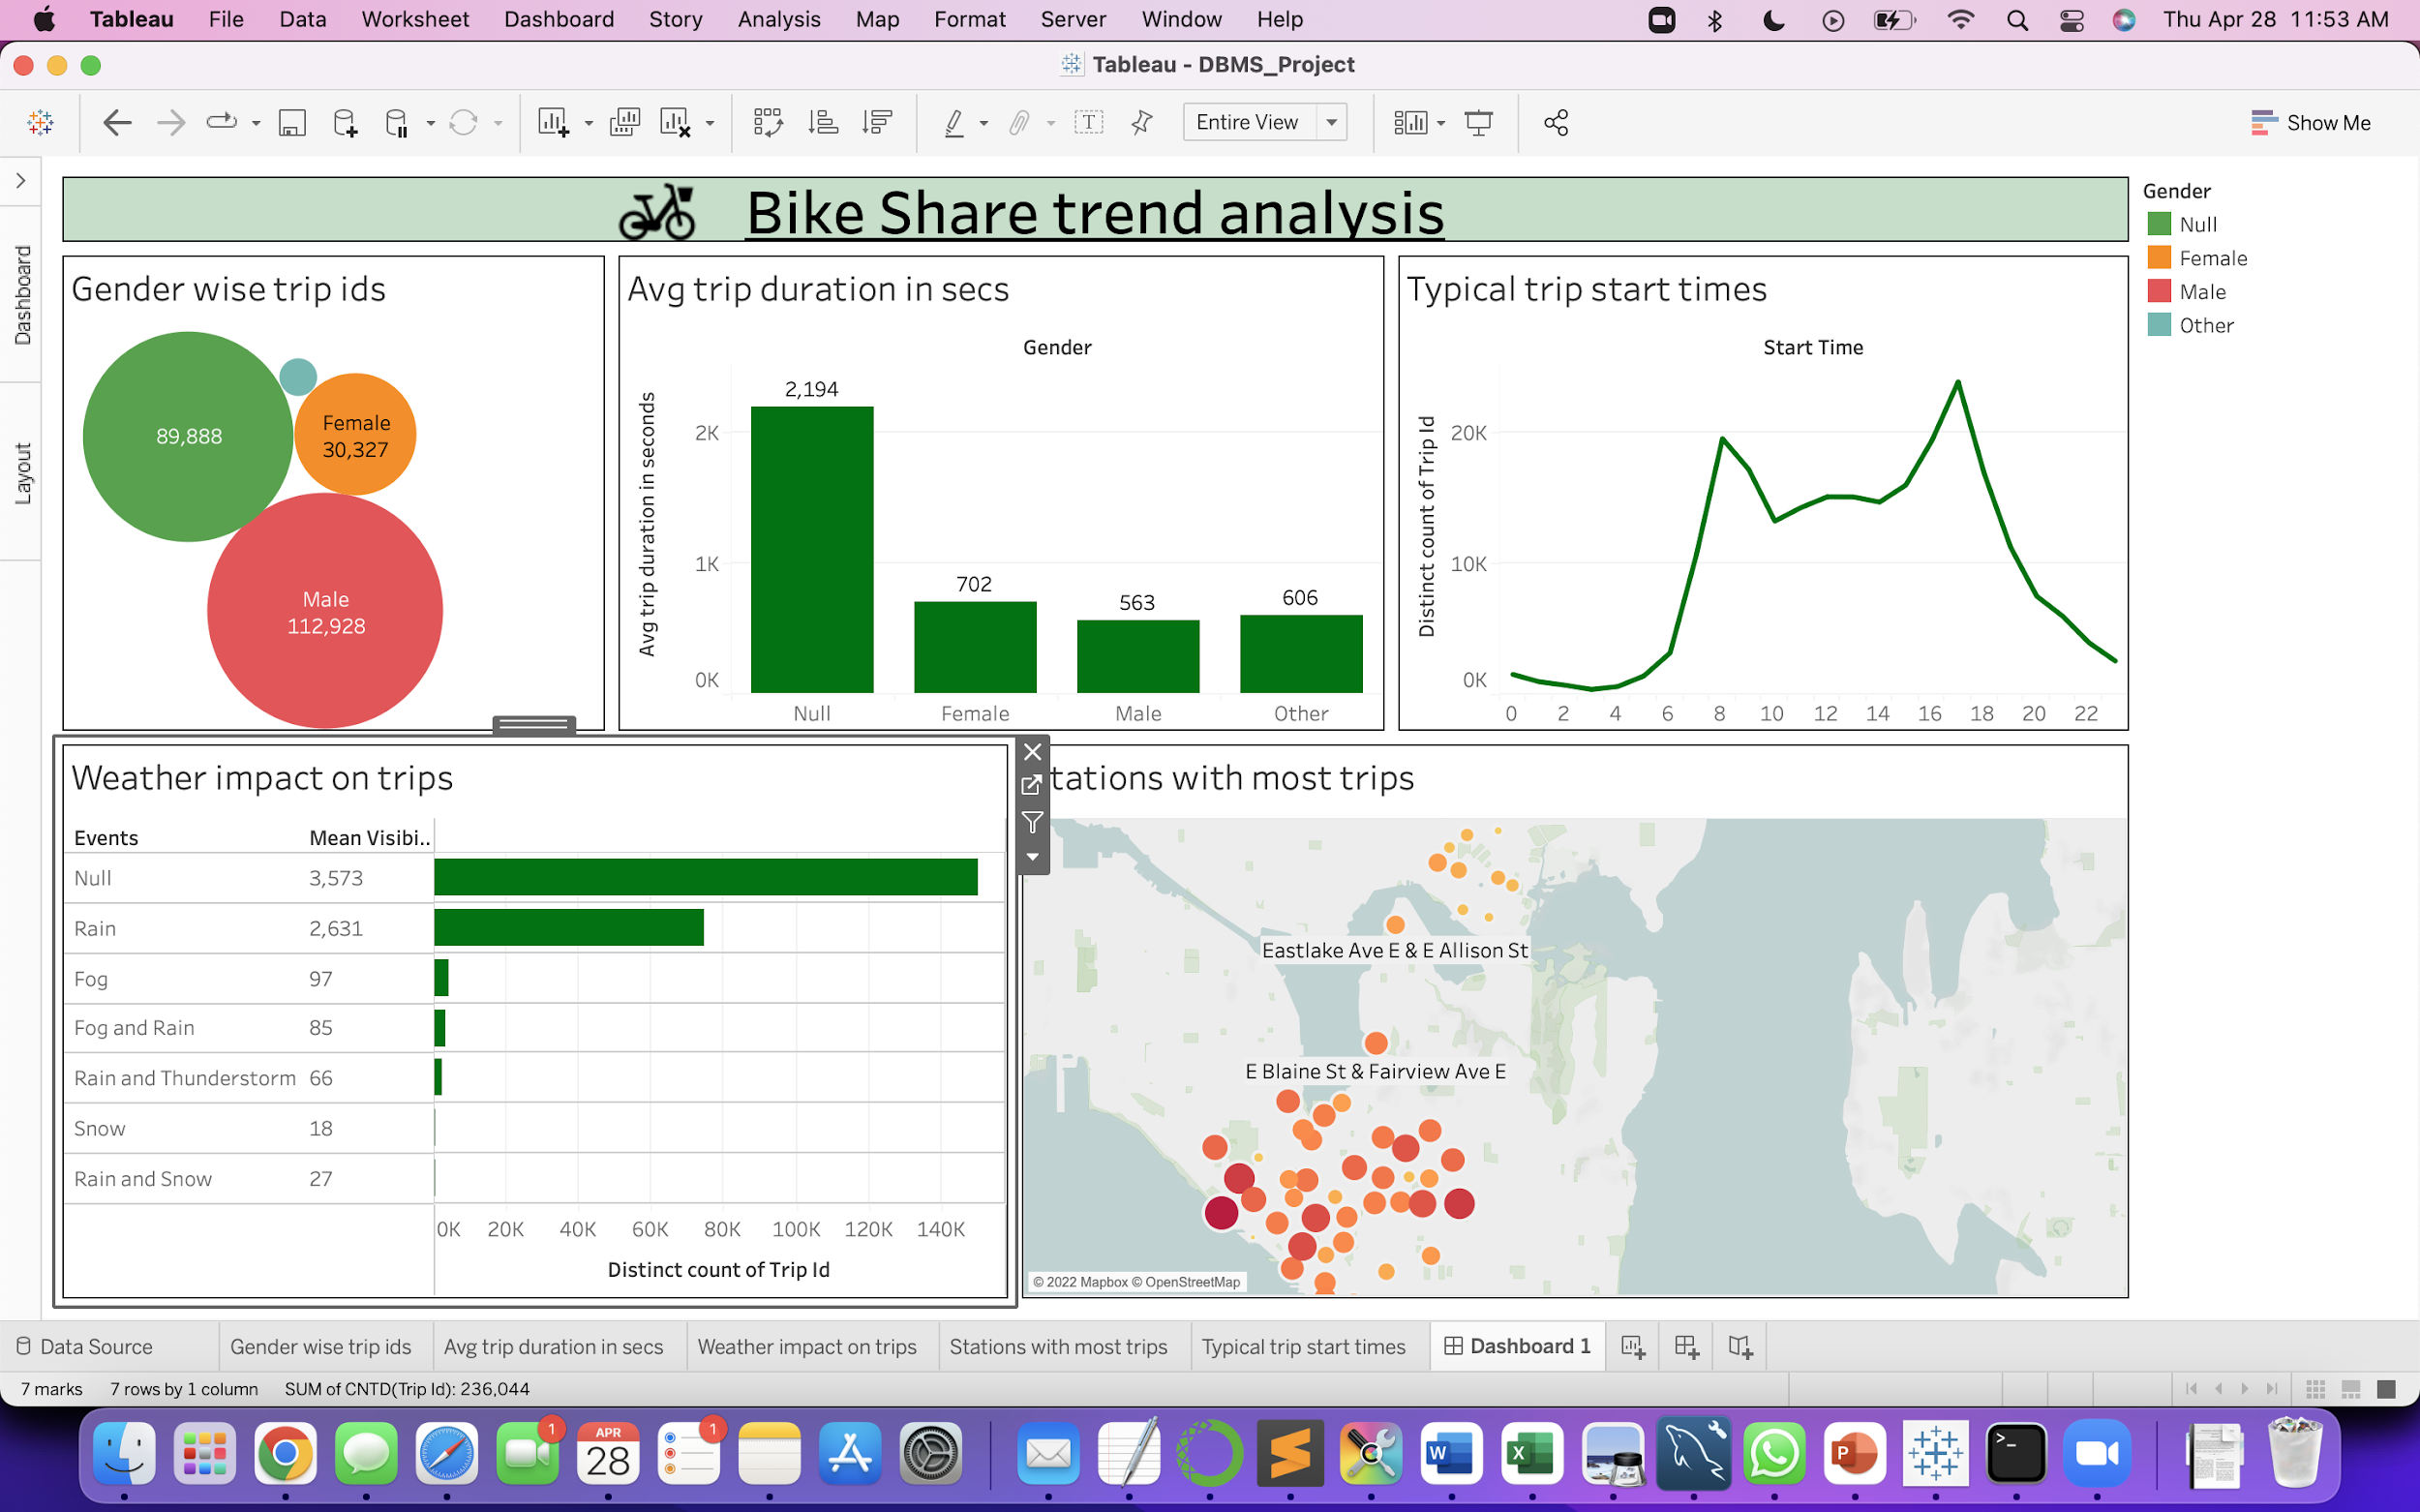 Tableau File Data Worksheet Dashboard Story Analysis Map Format Server Window Help Thu Apr 28 11:53 AM
Tableau - DBMS_Project
Entire View
Show Me
Dashboard
Layout
Bike Share trend analysis
Gender
Null
Female
Male
Other
Gender wise trip ids
89,888
Female
30,327
Male
112,928
Avg trip duration in secs
Gender
Avg trip duration in seconds
2K
1K
0K
2,194
702
563
606
Null Female Male Other
Typical trip start times
Start Time
Distinct count of Trip Id
20K
10K
0K
0 2 4 6 8 10 12 14 16 18 20 22
Weather impact on trips
Events Mean Visibi..
Null 3,573
Rain 2,631
Fog 97
Fog and Rain 85
Rain and Thunderstorm 66
Snow 18
Rain and Snow 27
0K 20K 40K 60K 80K 100K 120K 140K
Distinct count of Trip Id
tations with most trips
Eastlake Ave E & E Allison St
E Blaine St & Fairview Ave E
© 2022 Mapbox © OpenStreetMap
Data Source Gender wise trip ids Avg trip duration in secs Weather impact on trips Stations with most trips Typical trip start times Dashboard 1
7 marks 7 rows by 1 column SUM of CNTD(Trip Id): 236,044
1
APR
28
1
W
X
P
>_